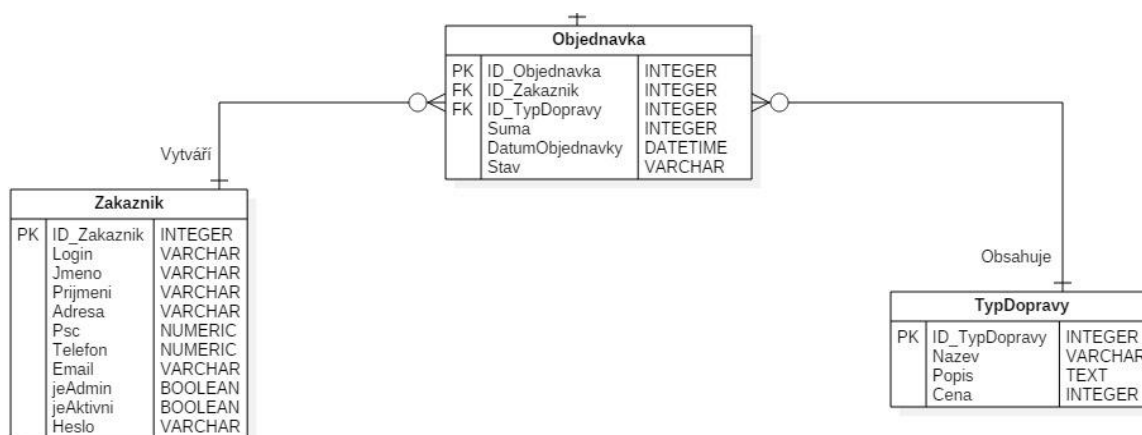 Objednavka
PK ID_Objednavka INTEGER
FK ID_Zakaznik INTEGER
FK ID_TypDopravy INTEGER
Suma INTEGER
DatumObjednavky DATETIME
Stav VARCHAR
Vytváří
Zakaznik
PK ID_Zakaznik INTEGER
Login VARCHAR
Jmeno VARCHAR
Prijmeni VARCHAR
Adresa VARCHAR
Psc NUMERIC
Telefon NUMERIC
Email VARCHAR
jeAdmin BOOLEAN
jeAktivni BOOLEAN
Heslo VARCHAR
Obsahuje
TypDopravy
PK ID_TypDopravy INTEGER
Nazev VARCHAR
Popis TEXT
Cena INTEGER